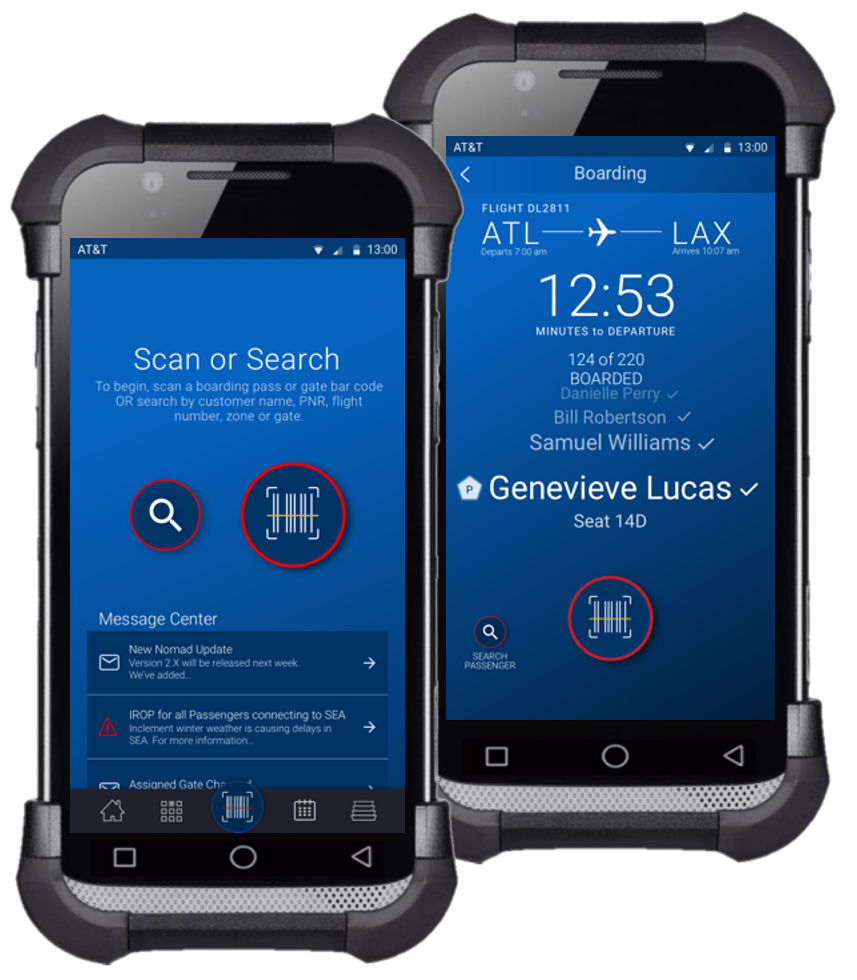 AT&T 13:00
Scan or Search
To begin, scan a boarding pass or gate bar code
OR search by customer name, PNR, flight
number, zone or gate.
Message Center
New Nomad Update
Version 2.X will be released next week.
We've added...
IROP for all Passengers connecting to SEA
Inclement winter weather is causing delays in
SEA. For more information...
Assigned Gate Changed
AT&T 13:00
Boarding
FLIGHT DL2811
ATL LAX
Departs 7:00 am Arrives 10:07 am
12:53
MINUTES to DEPARTURE
124 of 220
BOARDED
Danielle Perry
Bill Robertson
Samuel Williams
P Genevieve Lucas
Seat 14D
SEARCH
PASSENGER